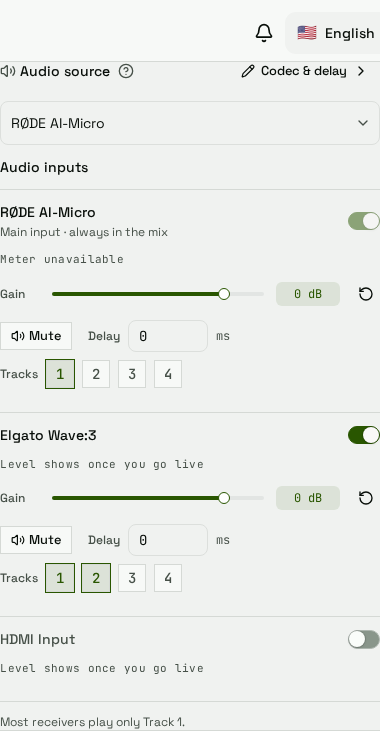 🇺🇸 English
Audio source
Codec & delay
RØDE AI-Micro
Audio inputs
RØDE AI-Micro
Main input · always in the mix
Meter unavailable
Gain 0 dB
Mute Delay 0 ms
Tracks 1 2 3 4
Elgato Wave:3
Level shows once you go live
Gain 0 dB
Mute Delay 0 ms
Tracks 1 2 3 4
HDMI Input
Level shows once you go live
Most receivers play only Track 1.